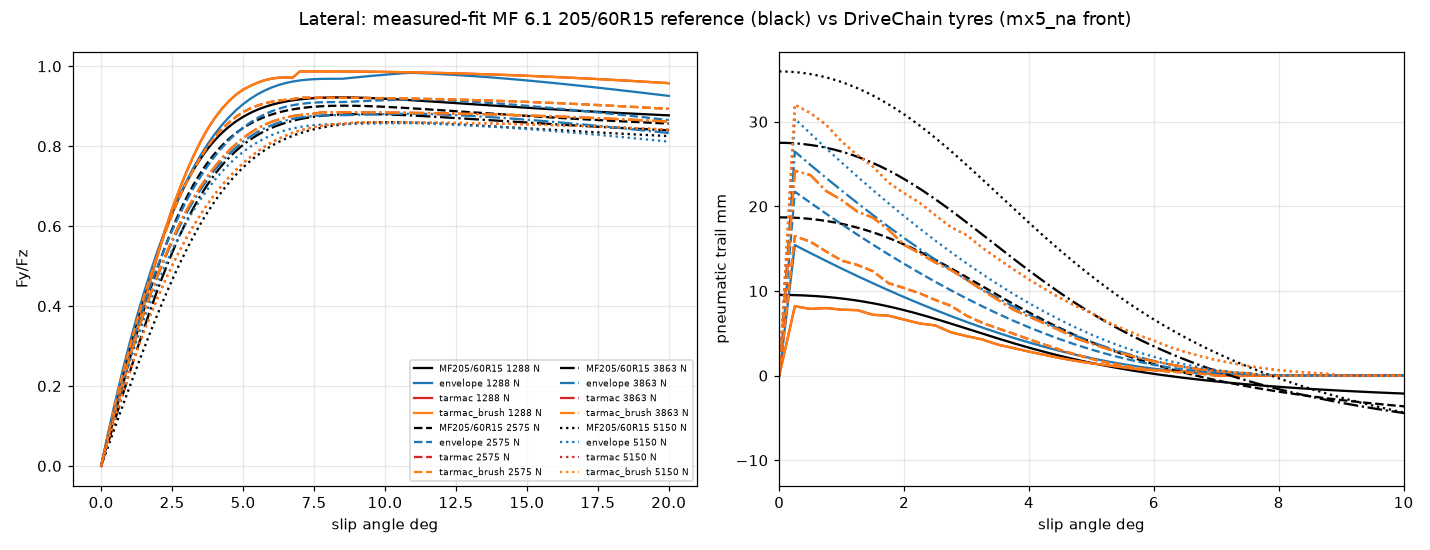 Lateral: measured-fit MF 6.1 205/60R15 reference (black) vs DriveChain tyres (mx5_na front)
Fy/Fz
1.0
0.8
0.6
0.4
0.2
0.0
0.0 2.5 5.0 7.5 10.0 12.5 15.0 17.5 20.0
slip angle deg
MF205/60R15 1288 N
envelope 1288 N
tarmac 1288 N
tarmac_brush 1288 N
MF205/60R15 2575 N
envelope 2575 N
tarmac 2575 N
tarmac_brush 2575 N
MF205/60R15 3863 N
envelope 3863 N
tarmac 3863 N
tarmac_brush 3863 N
MF205/60R15 5150 N
envelope 5150 N
tarmac 5150 N
tarmac_brush 5150 N
pneumatic trail mm
30
20
10
0
−10
0 2 4 6 8 10
slip angle deg